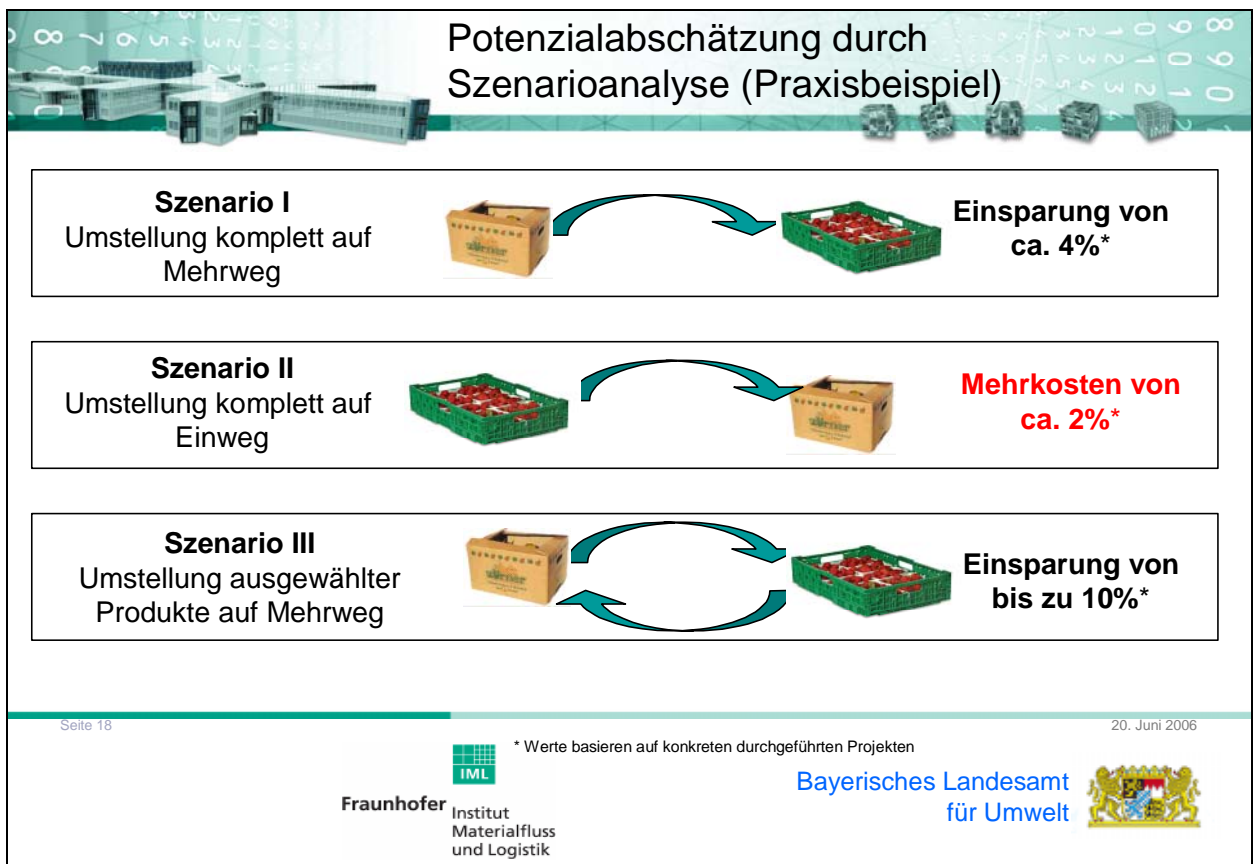 Potenzialabschätzung durch
Szenarioanalyse (Praxisbeispiel)
Szenario I
Umstellung komplett auf
Mehrweg
Einsparung von
ca. 4%*
Szenario II
Umstellung komplett auf
Einweg
Mehrkosten von
ca. 2%*
Szenario III
Umstellung ausgewählter
Produkte auf Mehrweg
Einsparung von
bis zu 10%*
Seite 18
20. Juni 2006
* Werte basieren auf konkreten durchgeführten Projekten
IML
Fraunhofer
Institut
Materialfluss
und Logistik
Bayerisches Landesamt
für Umwelt